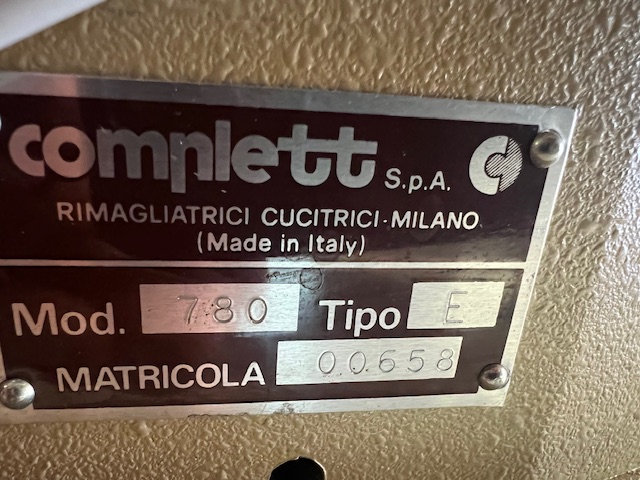 complett S.p.A.
RIMAGLIATRICI CUCITRICI-MILANO
(Made in Italy)
Mod. 780 Tipo E
MATRICOLA 00658